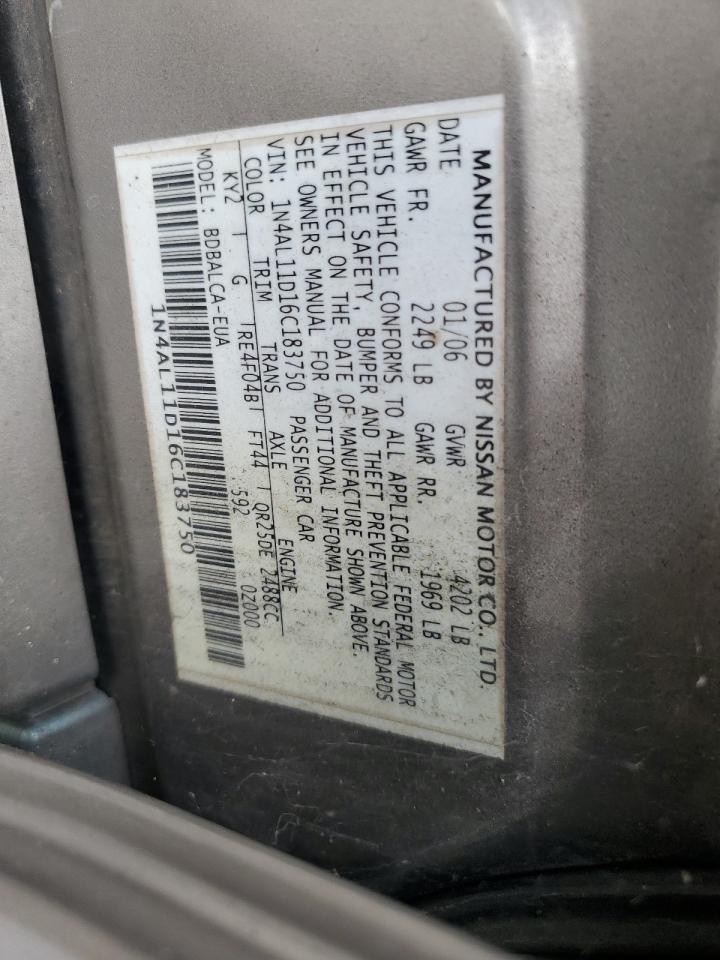 MANUFACTURED BY NISSAN MOTOR CO., LTD.
DATE 01/06 GVWR 4202 LB
GAWR FR. 2249 LB GAWR RR. 1969 LB
THIS VEHICLE CONFORMS TO ALL APPLICABLE FEDERAL MOTOR
VEHICLE SAFETY, BUMPER AND THEFT PREVENTION STANDARDS
IN EFFECT ON THE DATE OF MANUFACTURE SHOWN ABOVE.
SEE OWNERS MANUAL FOR ADDITIONAL INFORMATION.
VIN: 1N4AL11D16C183750 PASSENGER CAR
COLOR TRIM TRANS AXLE ENGINE
KY2 G RE4F04B FT44 QR25DE 2488CC
MODEL: BDBALCA-EUA 592 0Z000
1N4AL11D16C183750